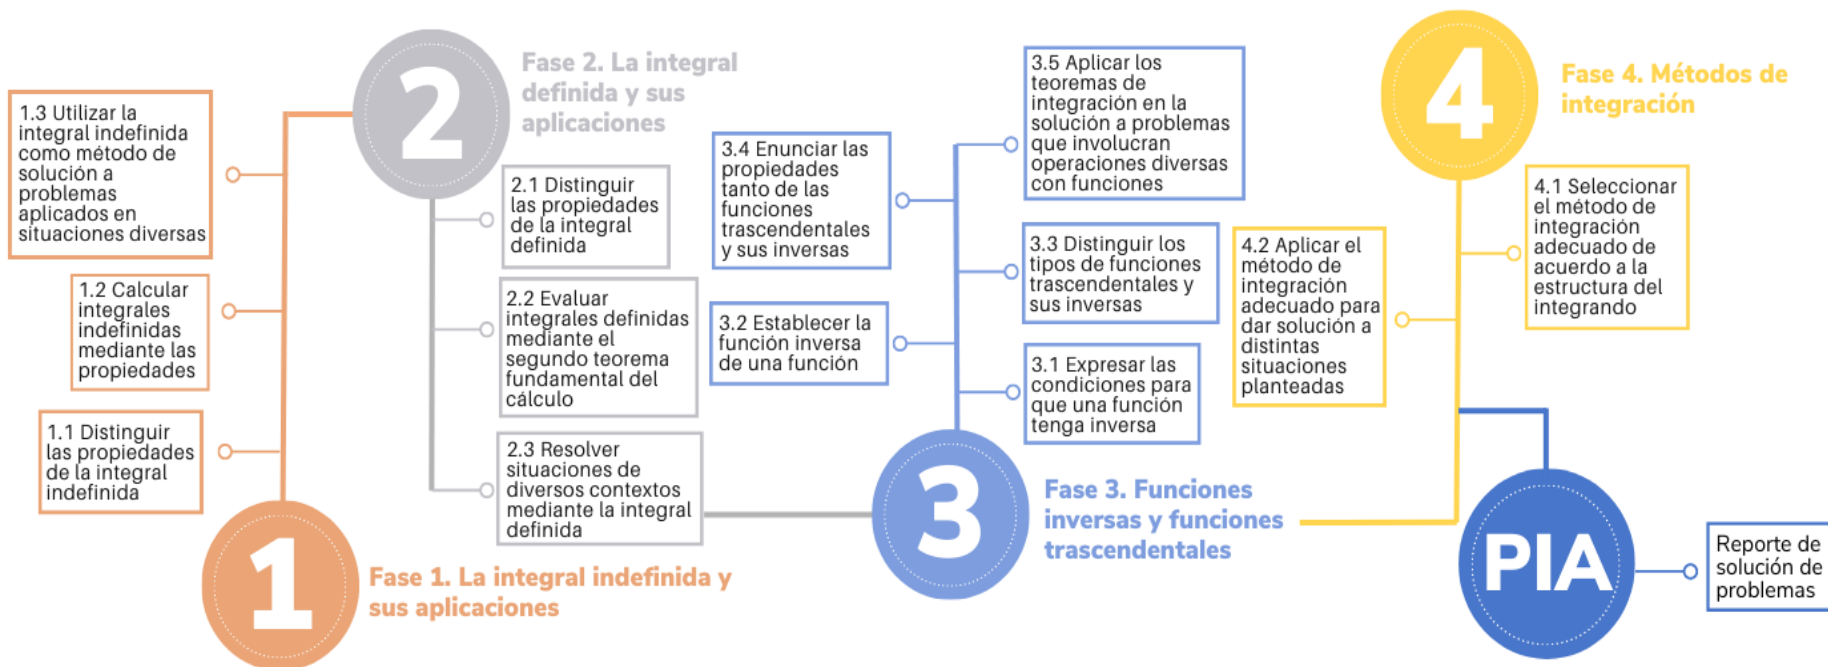 1
Fase 1. La integral indefinida y
sus aplicaciones
1.1 Distinguir
las propiedades
de la integral
indefinida
1.2 Calcular
integrales
indefinidas
mediante las
propiedades
1.3 Utilizar la
integral indefinida
como método de
solución a
problemas
aplicados en
situaciones diversas
2
Fase 2. La integral
definida y sus
aplicaciones
2.1 Distinguir
las propiedades
de la integral
definida
2.2 Evaluar
integrales definidas
mediante el
segundo teorema
fundamental del
cálculo
2.3 Resolver
situaciones de
diversos contextos
mediante la integral
definida
3
Fase 3. Funciones
inversas y funciones
trascendentales
3.1 Expresar las
condiciones para
que una función
tenga inversa
3.2 Establecer la
función inversa
de una función
3.3 Distinguir los
tipos de funciones
trascendentales y
sus inversas
3.4 Enunciar las
propiedades
tanto de las
funciones
trascendentales
y sus inversas
3.5 Aplicar los
teoremas de
integración en la
solución a problemas
que involucran
operaciones diversas
con funciones
4
Fase 4. Métodos de
integración
4.1 Seleccionar
el método de
integración
adecuado de
acuerdo a la
estructura del
integrando
4.2 Aplicar el
método de
integración
adecuado para
dar solución a
distintas
situaciones
planteadas
PIA
Reporte de
solución de
problemas